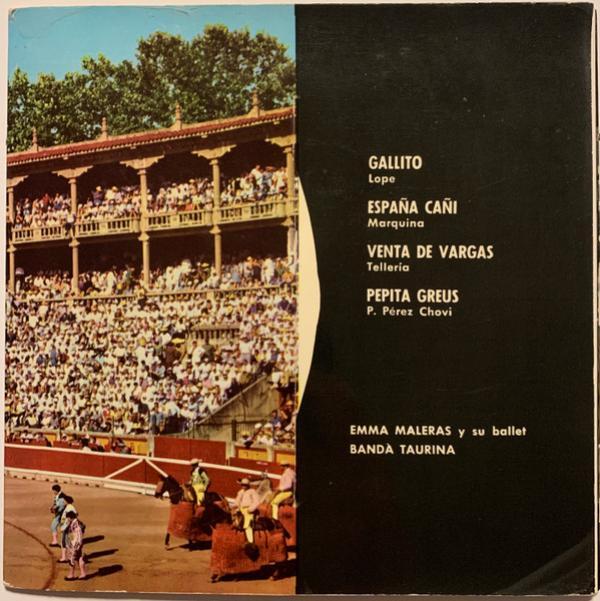 GALLITO
Lope
ESPAÑA CAÑI
Marquina
VENTA DE VARGAS
Tellería
PEPITA GREUS
P. Pérez Chovi
EMMA MALERAS y su ballet
BANDA TAURINA